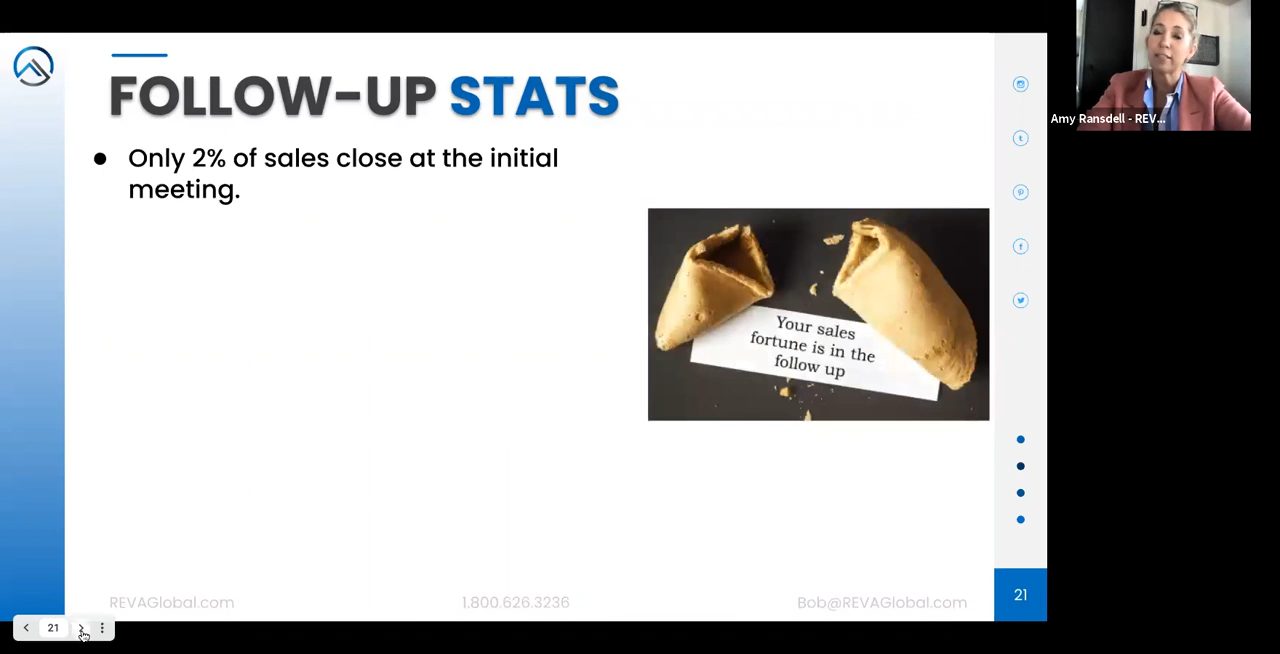 FOLLOW-UP STATS
● Only 2% of sales close at the initial
meeting.
Your sales
fortune is in the
follow up
Amy Ransdell - REV...
REVAGlobal.com
1.800.626.3236
Bob@REVAGlobal.com
21
21